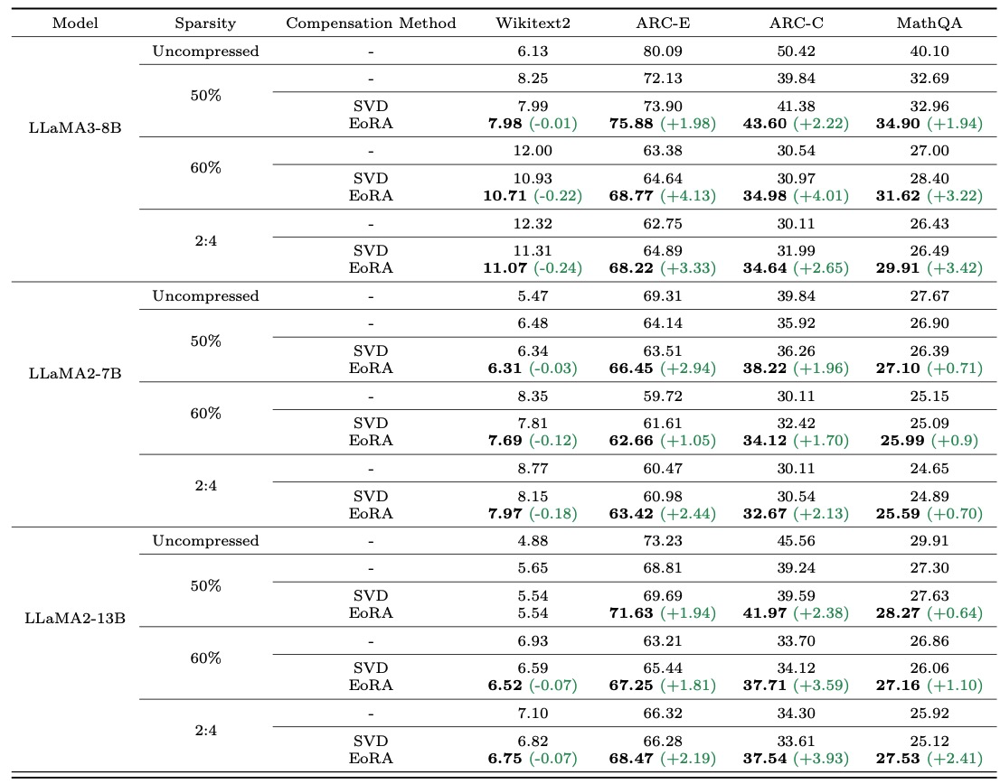 Model Sparsity Compensation Method Wikitext2 ARC-E ARC-C MathQA
Uncompressed - 6.13 80.09 50.42 40.10
- 8.25 72.13 39.84 32.69
50%
SVD 7.99 73.90 41.38 32.96
EoRA 7.98 (-0.01) 75.88 (+1.98) 43.60 (+2.22) 34.90 (+1.94)
LLaMA3-8B
- 12.00 63.38 30.54 27.00
60%
SVD 10.93 64.64 30.97 28.40
EoRA 10.71 (-0.22) 68.77 (+4.13) 34.98 (+4.01) 31.62 (+3.22)
- 12.32 62.75 30.11 26.43
2:4
SVD 11.31 64.89 31.99 26.49
EoRA 11.07 (-0.24) 68.22 (+3.33) 34.64 (+2.65) 29.91 (+3.42)
Uncompressed - 5.47 69.31 39.84 27.67
- 6.48 64.14 35.92 26.90
50%
SVD 6.34 63.51 36.26 26.39
EoRA 6.31 (-0.03) 66.45 (+2.94) 38.22 (+1.96) 27.10 (+0.71)
LLaMA2-7B
- 8.35 59.72 30.11 25.15
60%
SVD 7.81 61.61 32.42 25.09
EoRA 7.69 (-0.12) 62.66 (+1.05) 34.12 (+1.70) 25.99 (+0.9)
- 8.77 60.47 30.11 24.65
2:4
SVD 8.15 60.98 30.54 24.89
EoRA 7.97 (-0.18) 63.42 (+2.44) 32.67 (+2.13) 25.59 (+0.70)
Uncompressed - 4.88 73.23 45.56 29.91
- 5.65 68.81 39.24 27.30
50%
SVD 5.54 69.69 39.59 27.63
EoRA 5.54 71.63 (+1.94) 41.97 (+2.38) 28.27 (+0.64)
LLaMA2-13B
- 6.93 63.21 33.70 26.86
60%
SVD 6.59 65.44 34.12 26.06
EoRA 6.52 (-0.07) 67.25 (+1.81) 37.71 (+3.59) 27.16 (+1.10)
- 7.10 66.32 34.30 25.92
2:4
SVD 6.82 66.28 33.61 25.12
EoRA 6.75 (-0.07) 68.47 (+2.19) 37.54 (+3.93) 27.53 (+2.41)